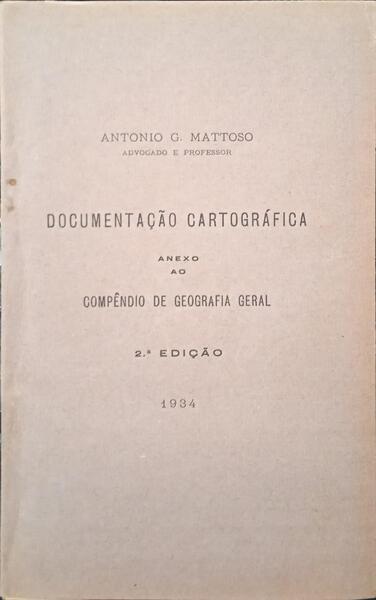 ANTONIO G. MATTOSO
ADVOGADO E PROFESSOR
DOCUMENTAÇÃO CARTOGRÁFICA
ANEXO
AO
COMPÊNDIO DE GEOGRAFIA GERAL
2.ª EDIÇÃO
1934